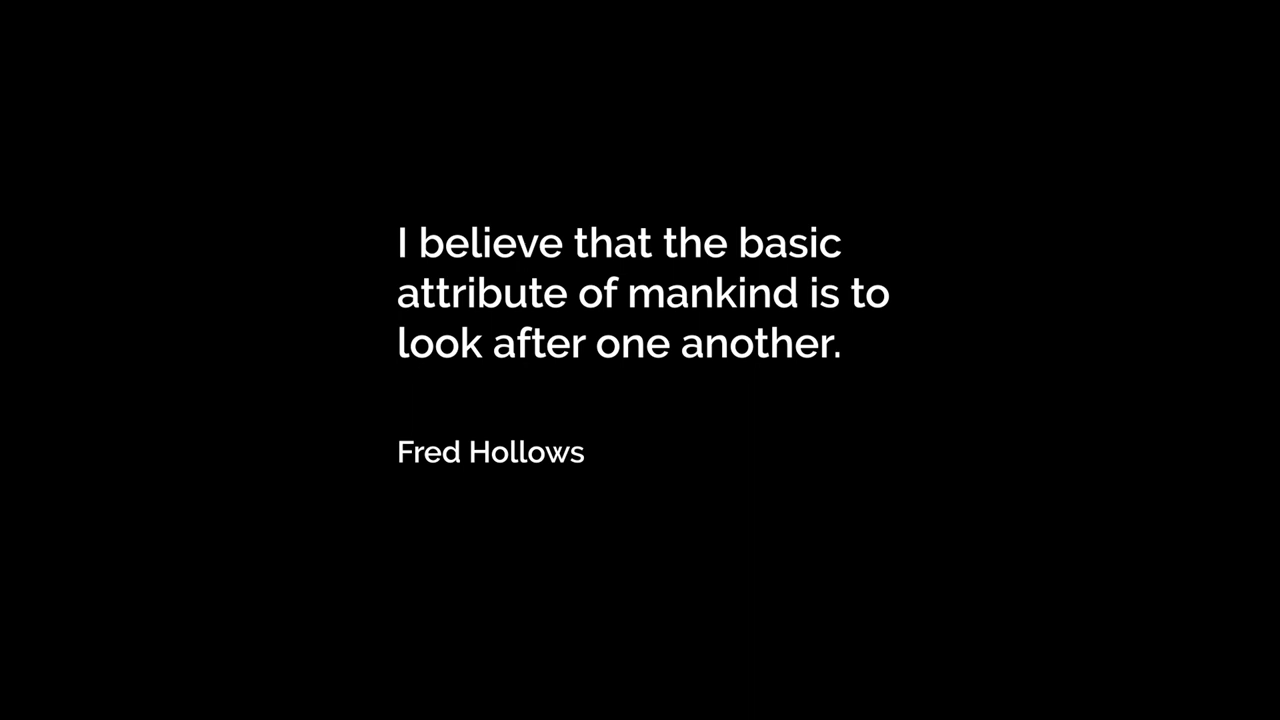 I believe that the basic
attribute of mankind is to
look after one another.
Fred Hollows